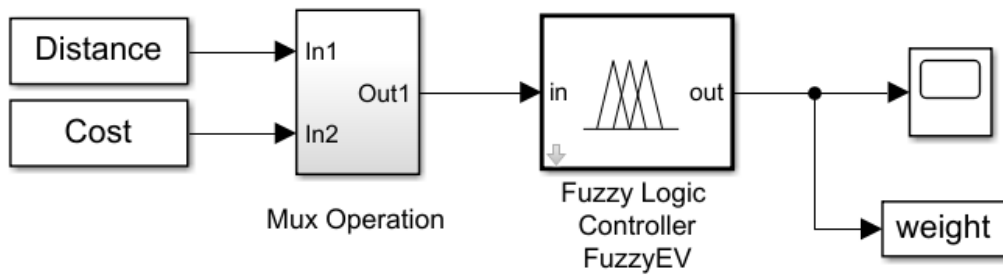 Distance
Cost
In1
In2
Out1
Mux Operation
in
out
Fuzzy Logic
Controller
FuzzyEV
weight